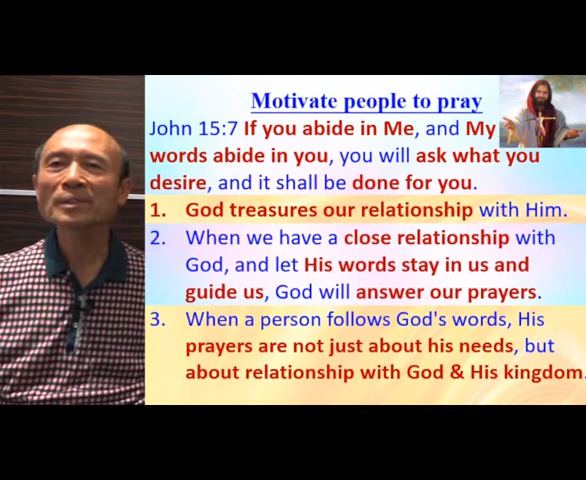 Motivate people to pray
John 15:7 If you abide in Me, and My
words abide in you, you will ask what you
desire, and it shall be done for you.
1. God treasures our relationship with Him.
2. When we have a close relationship with
God, and let His words stay in us and
guide us, God will answer our prayers.
3. When a person follows God's words, His
prayers are not just about his needs, but
about relationship with God & His kingdom.